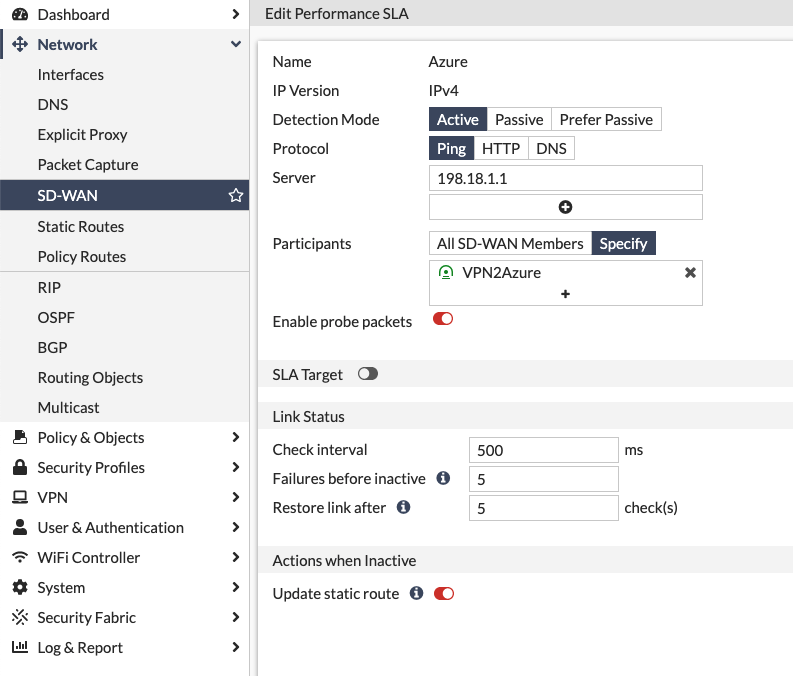 Dashboard
Network
Interfaces
DNS
Explicit Proxy
Packet Capture
SD-WAN
Static Routes
Policy Routes
RIP
OSPF
BGP
Routing Objects
Multicast
Policy & Objects
Security Profiles
VPN
User & Authentication
WiFi Controller
System
Security Fabric
Log & Report
Edit Performance SLA
Name Azure
IP Version IPv4
Detection Mode Active Passive Prefer Passive
Protocol Ping HTTP DNS
Server 198.18.1.1
Participants All SD-WAN Members Specify
VPN2Azure
Enable probe packets
SLA Target
Link Status
Check interval 500 ms
Failures before inactive 5
Restore link after 5 check(s)
Actions when Inactive
Update static route